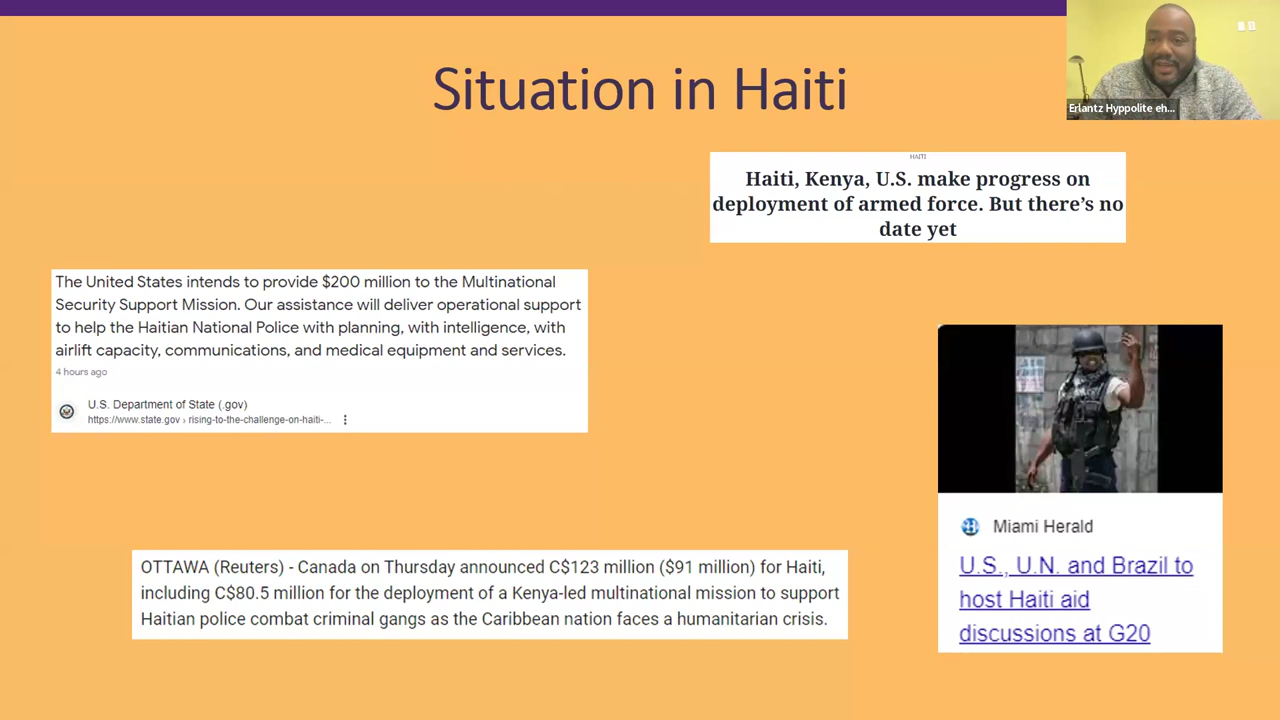 Situation in Haiti
Erlantz Hyppolite eh...
HAITI
Haiti, Kenya, U.S. make progress on
deployment of armed force. But there’s no
date yet
The United States intends to provide $200 million to the Multinational
Security Support Mission. Our assistance will deliver operational support
to help the Haitian National Police with planning, with intelligence, with
airlift capacity, communications, and medical equipment and services.
4 hours ago
U.S. Department of State (.gov)
https://www.state.gov › rising-to-the-challenge-on-haiti-...
Miami Herald
U.S., U.N. and Brazil to
host Haiti aid
discussions at G20
OTTAWA (Reuters) - Canada on Thursday announced C$123 million ($91 million) for Haiti,
including C$80.5 million for the deployment of a Kenya-led multinational mission to support
Haitian police combat criminal gangs as the Caribbean nation faces a humanitarian crisis.